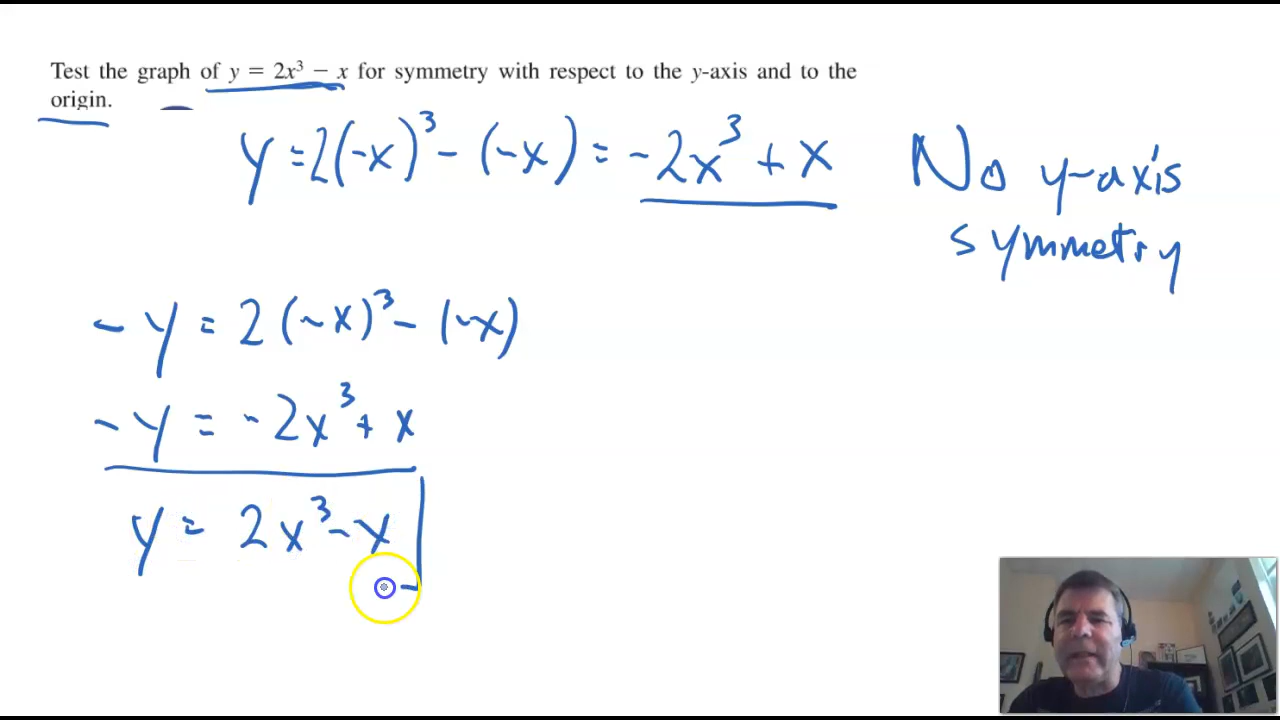 Test the graph of y = 2x³ − x for symmetry with respect to the y-axis and to the
origin.
y = 2(-x)³ - (-x) = -2x³ + x
No y-axis
symmetry
-y = 2(-x)³ - (-x)
-y = -2x³ + x
y = 2x³ - x